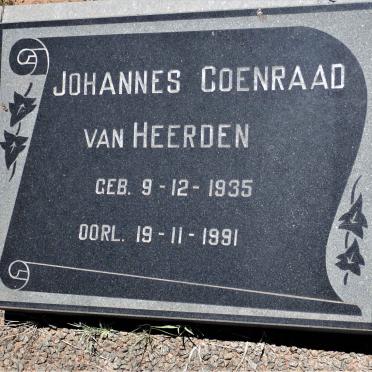 JOHANNES COENRAAD
VAN HEERDEN
GEB. 9-12-1935
OORL. 19-11-1991